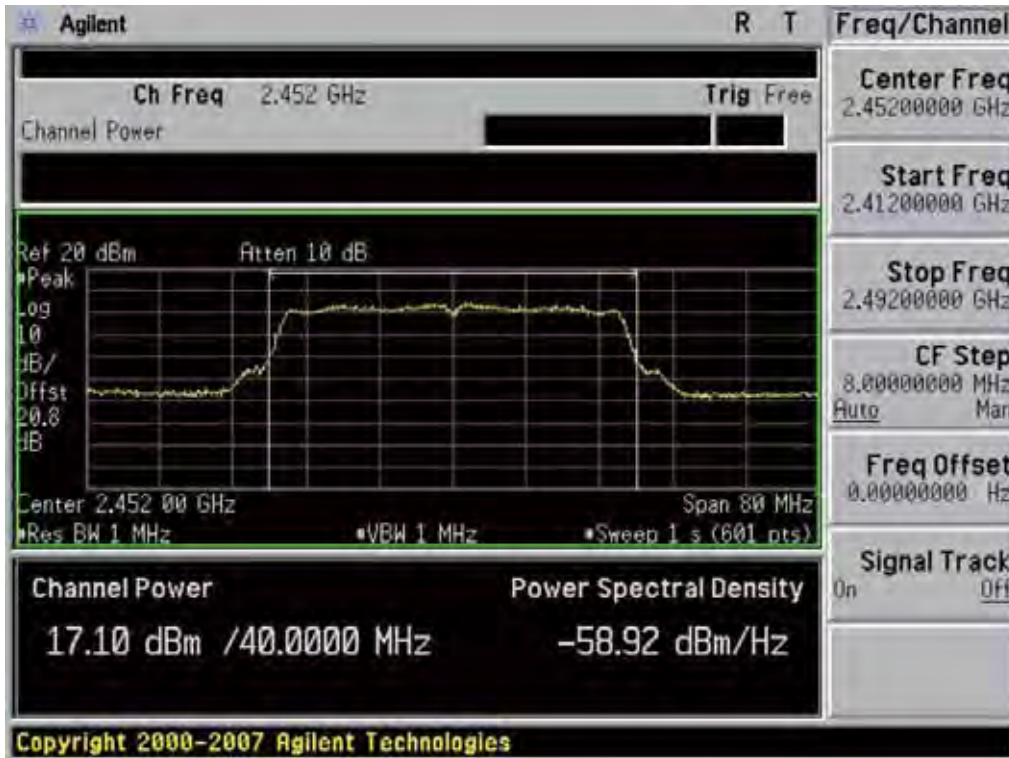 Agilent R T Freq/Channel
Ch Freq 2.452 GHz Trig Free
Channel Power
Ref 20 dBm Atten 10 dB
Peak
Log
10
dB/
Offst
20.8
dB
Center 2.452 00 GHz Span 80 MHz
Res BW 1 MHz VBW 1 MHz Sweep 1 s (601 pts)
Channel Power Power Spectral Density
17.10 dBm /40.0000 MHz -58.92 dBm/Hz
Copyright 2000-2007 Agilent Technologies
Center Freq
2.45200000 GHz
Start Freq
2.41200000 GHz
Stop Freq
2.49200000 GHz
CF Step
8.00000000 MHz
Auto Man
Freq Offset
0.00000000 Hz
Signal Track
On Off